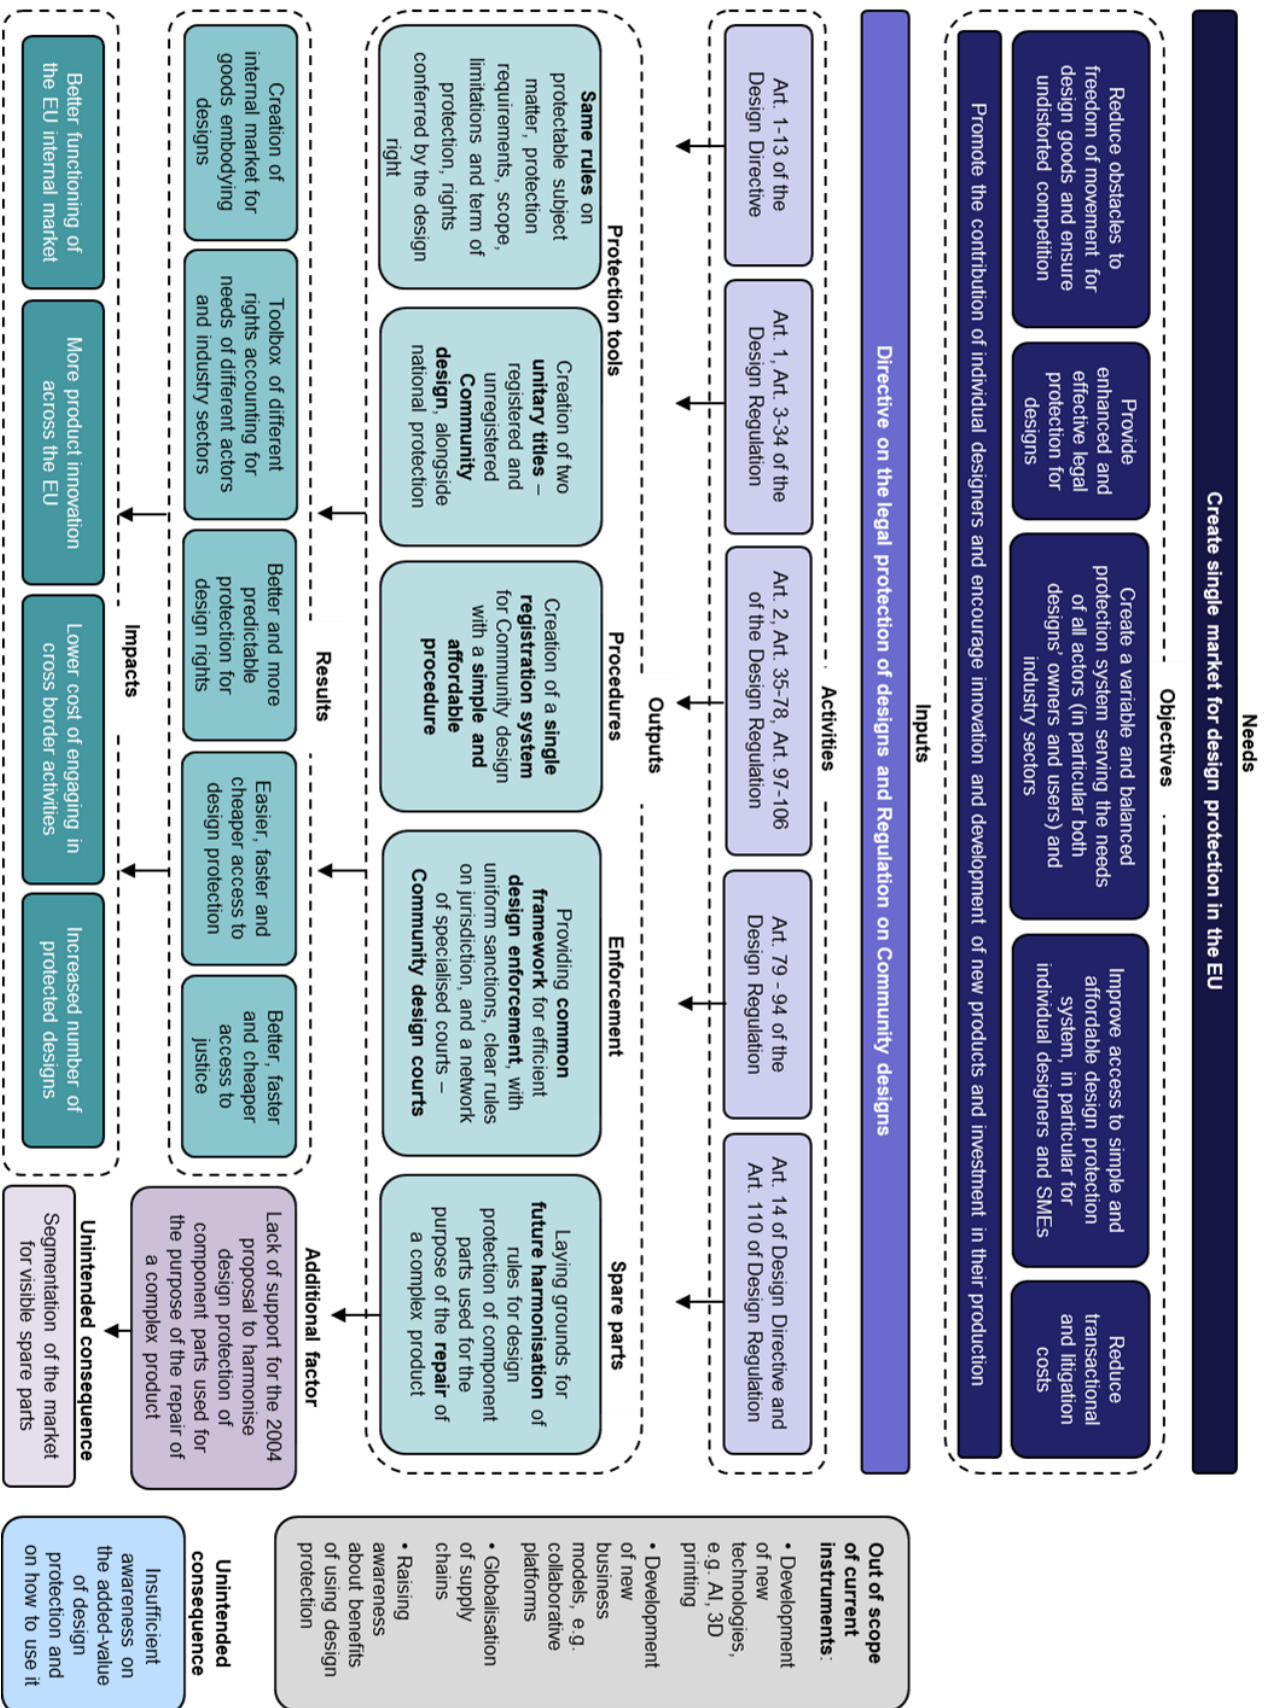 Needs
Create single market for design protection in the EU
Objectives
Reduce obstacles to
freedom of movement for
design goods and ensure
undistorted competition
Provide
enhanced and
effective legal
protection for
designs
Create a variable and balanced
protection system serving the needs
of all actors (in particular both
designs' owners and users) and
industry sectors
Improve access to simple and
affordable design protection
system, in particular for
individual designers and SMEs
Reduce
transactional
and litigation
costs
Promote the contribution of individual designers and encourage innovation and development of new products and investment in their production
Inputs
Directive on the legal protection of designs and Regulation on Community designs
Activities
Art. 1-13 of the
Design Directive
Art. 1, Art. 3-34 of the
Design Regulation
Art. 2, Art. 35-78, Art. 97-106
of the Design Regulation
Art. 79 - 94 of the
Design Regulation
Art. 14 of Design Directive and
Art. 110 of Design Regulation
Outputs
Protection tools
Procedures
Enforcement
Spare parts
Same rules on
protectable subject
matter, protection
requirements, scope,
limitations and term of
protection, rights
conferred by the design
right
Creation of two
unitary titles –
registered and
unregistered
Community
design, alongside
national protection
Creation of a single
registration system
for Community design
with a simple and
affordable
procedure
Providing common
framework for efficient
design enforcement, with
uniform sanctions, clear rules
on jurisdiction, and a network
of specialised courts –
Community design courts
Laying grounds for
future harmonisation of
rules for design
protection of component
parts used for the
purpose of the repair of
a complex product
Results
Creation of
internal market for
goods embodying
designs
Toolbox of different
rights accounting for
needs of different actors
and industry sectors
Better and more
predictable
protection for
design rights
Easier, faster and
cheaper access to
design protection
Better, faster
and cheaper
access to
justice
Additional factor
Lack of support for the 2004
proposal to harmonise
design protection of
component parts used for
the purpose of the repair of
a complex product
Impacts
Better functioning of
the EU internal market
More product innovation
across the EU
Lower cost of engaging in
cross border activities
Increased number of
protected designs
Unintended consequence
Segmentation of the market
for visible spare parts
Out of scope
of current
instruments:
• Development
of new
technologies,
e.g. AI, 3D
printing
• Development
of new
business
models, e.g.
collaborative
platforms
• Globalisation
of supply
chains
• Raising
awareness
about benefits
of using design
protection
Unintended
consequence
Insufficient
awareness on
the added-value
of design
protection and
on how to use it